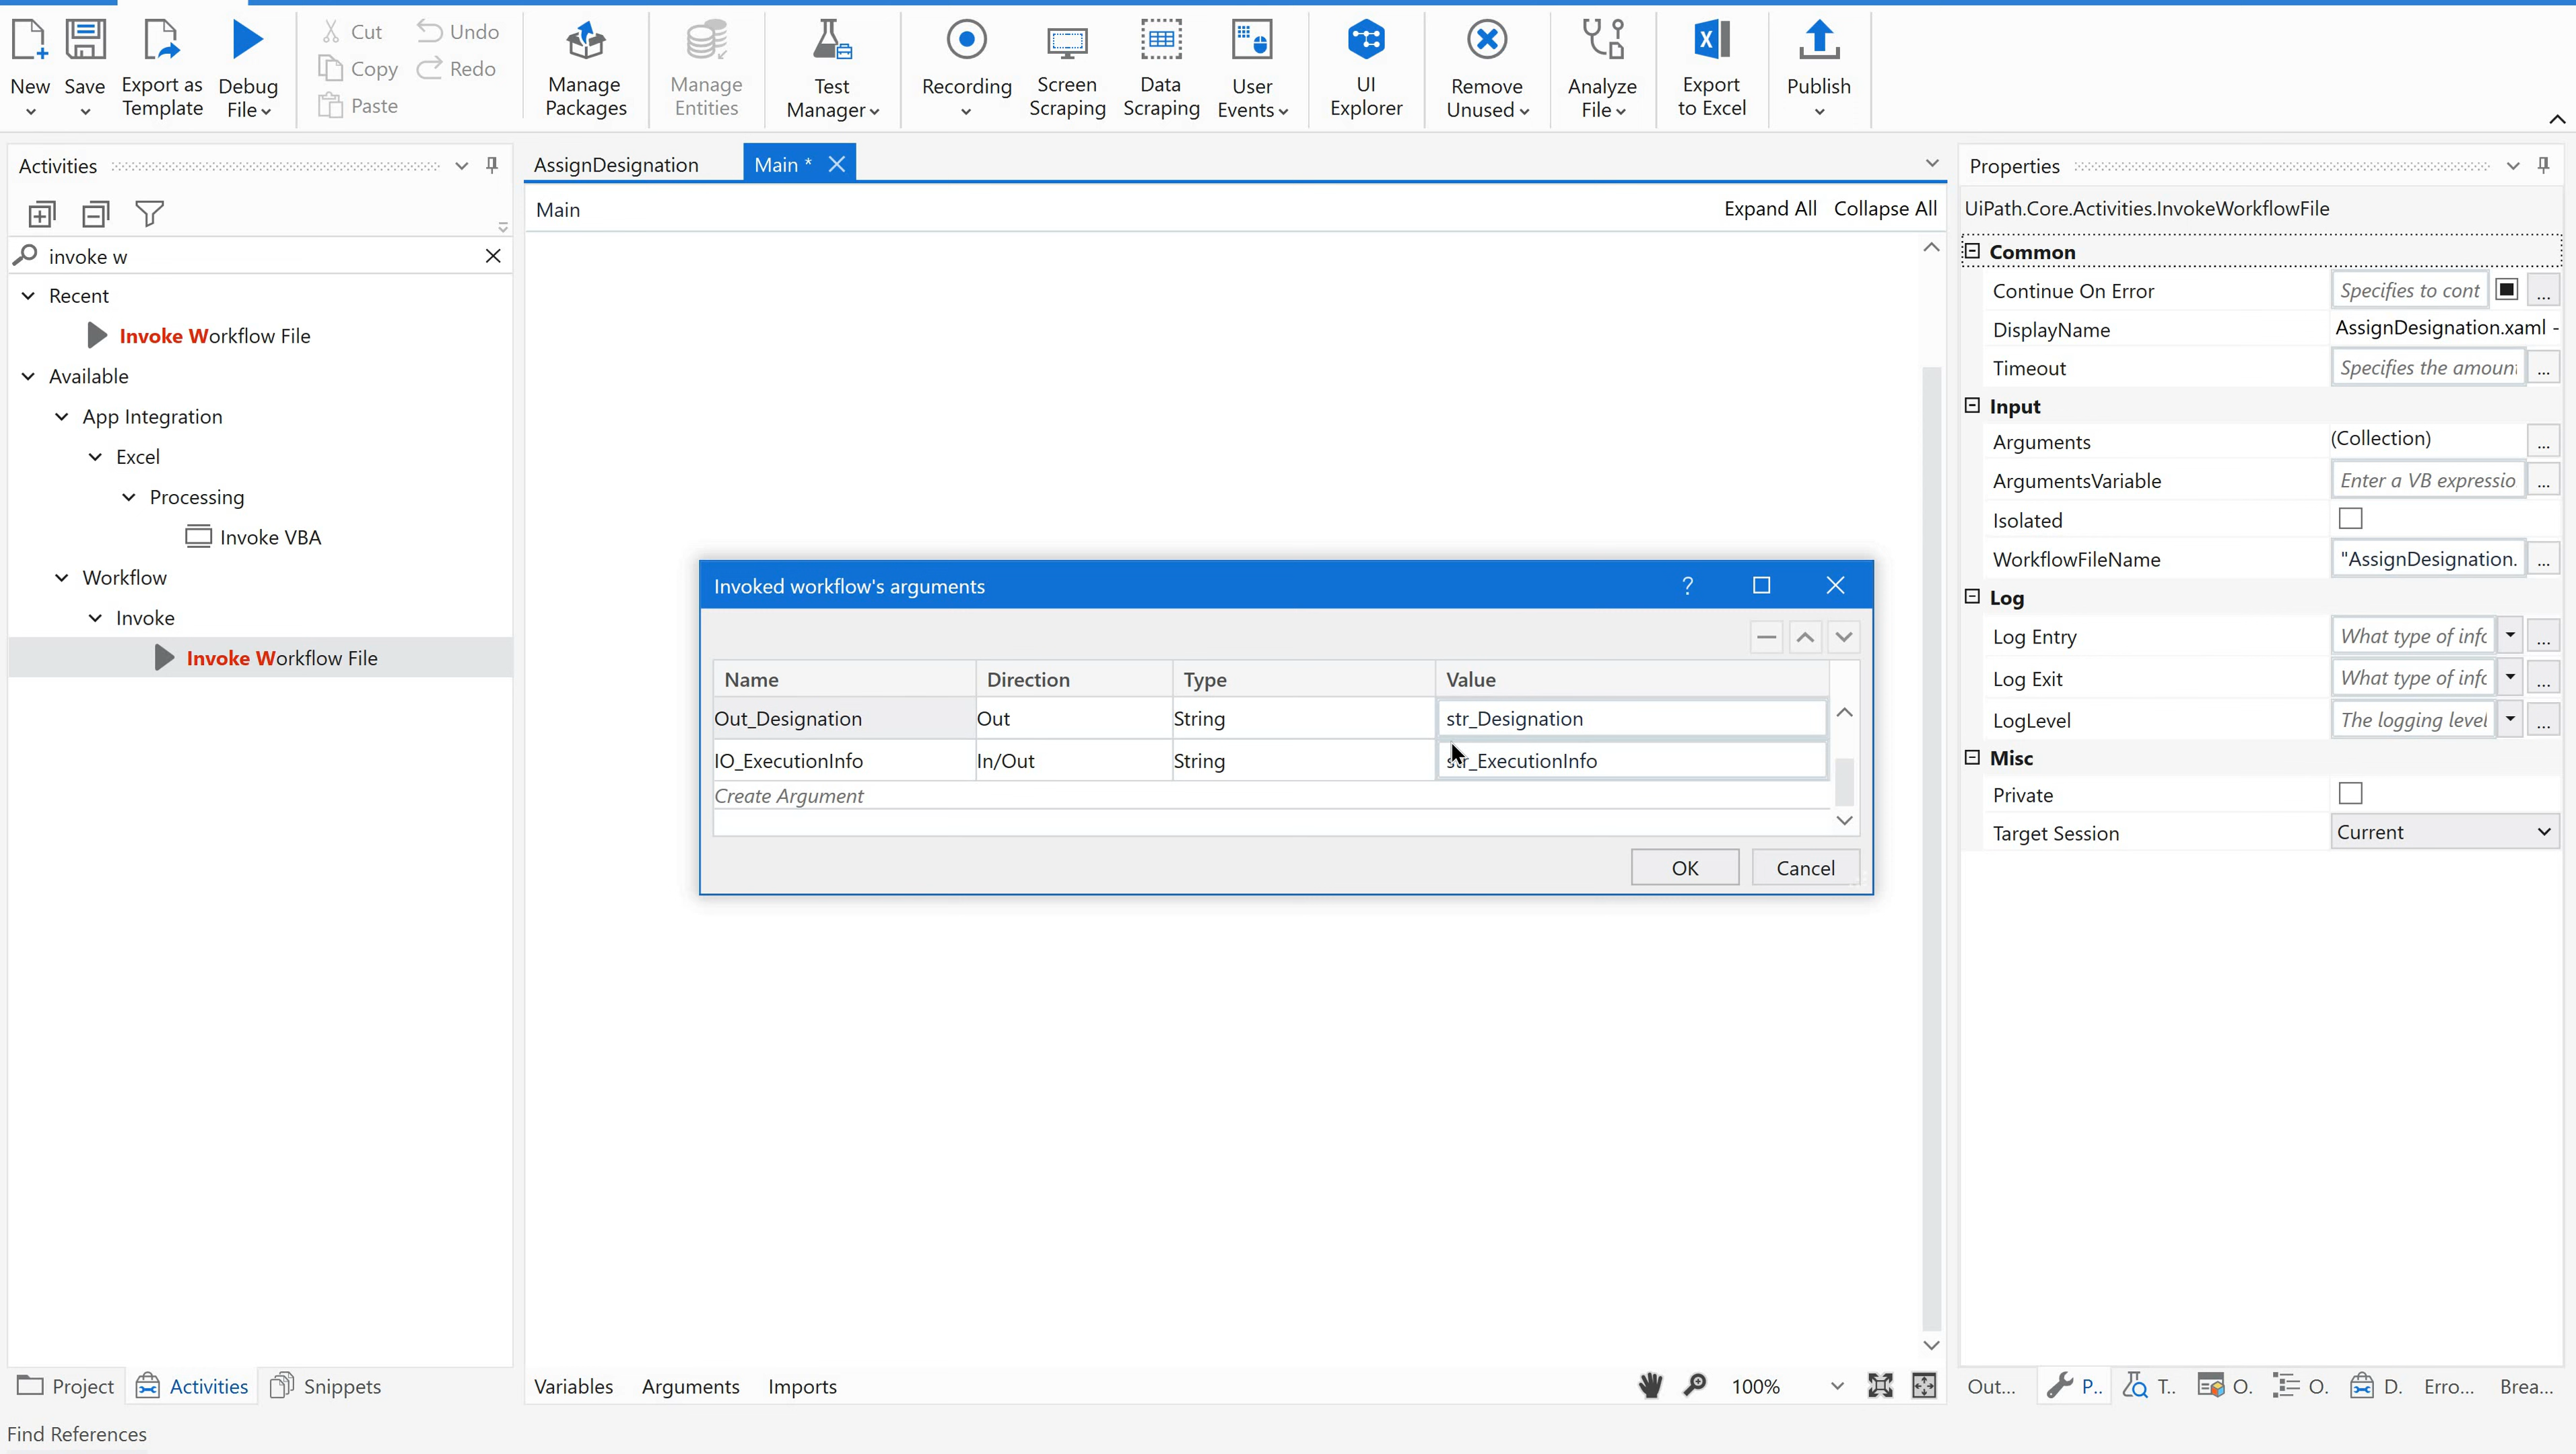 New
Save
Export as
Template
Debug
File
Cut
Copy
Paste
Undo
Redo
Manage
Packages
Manage
Entities
Test
Manager
Recording
Screen
Scraping
Data
Scraping
User
Events
UI
Explorer
Remove
Unused
Analyze
File
Export
to Excel
Publish
Activities
invoke w
Recent
Invoke Workflow File
Available
App Integration
Excel
Processing
Invoke VBA
Workflow
Invoke
Invoke Workflow File
Project
Activities
Snippets
Find References
AssignDesignation
Main *
Main
Expand All
Collapse All
Invoked workflow's arguments
?
Name Direction Type Value
Out_Designation Out String str_Designation
IO_ExecutionInfo In/Out String str_ExecutionInfo
Create Argument
OK
Cancel
Variables
Arguments
Imports
100%
Properties
UiPath.Core.Activities.InvokeWorkflowFile
Common
Continue On Error Specifies to cont ...
DisplayName AssignDesignation.xaml -
Timeout Specifies the amoun ...
Input
Arguments (Collection) ...
ArgumentsVariable Enter a VB expressio ...
Isolated
WorkflowFileName "AssignDesignation. ...
Log
Log Entry What type of infc ...
Log Exit What type of infc ...
LogLevel The logging level ...
Misc
Private
Target Session Current
Out...
P..
T..
O.
O.
D.
Erro...
Brea...